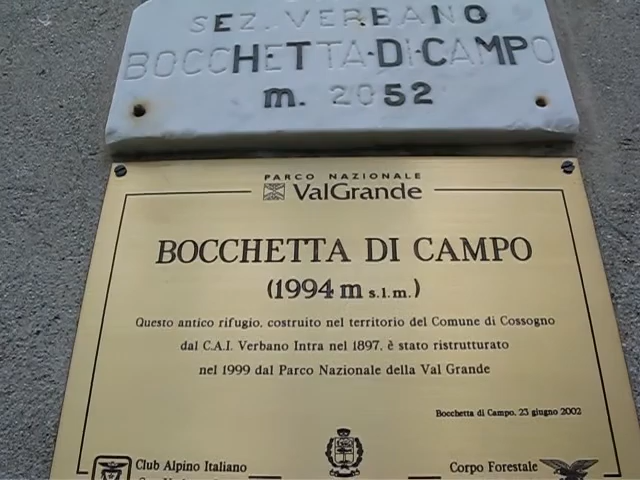 SEZ. VERBANO
BOCCHETTA·DI·CAMPO
m. 2052
PARCO NAZIONALE
ValGrande
BOCCHETTA DI CAMPO
(1994 m s.l.m.)
Questo antico rifugio, costruito nel territorio del Comune di Cossogno
dal C.A.I. Verbano Intra nel 1897, è stato ristrutturato
nel 1999 dal Parco Nazionale della Val Grande
Bocchetta di Campo, 23 giugno 2002
Club Alpino Italiano
Corpo Forestale